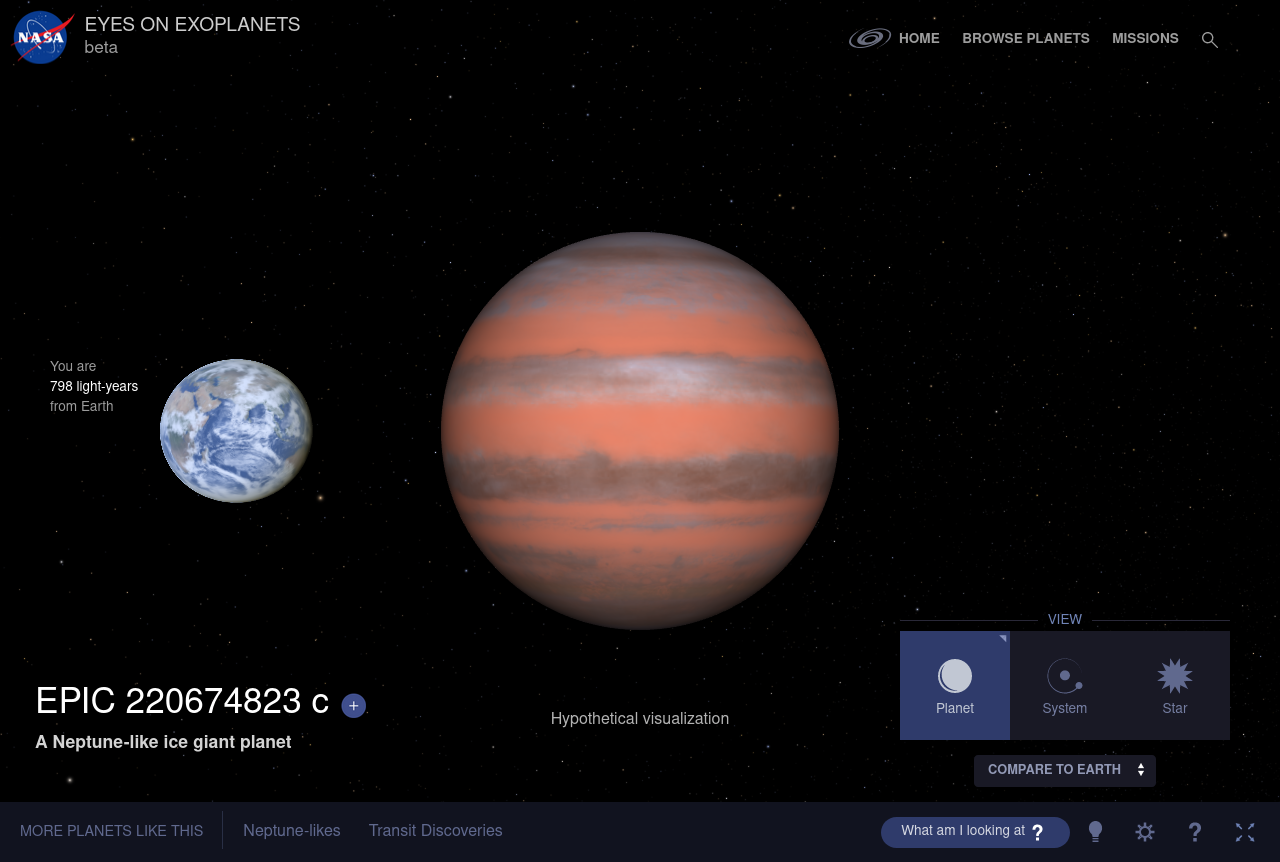 NASA
EYES ON EXOPLANETS
beta
HOME
BROWSE PLANETS
MISSIONS
You are
798 light-years
from Earth
VIEW
Planet
System
Star
EPIC 220674823 c +
A Neptune-like ice giant planet
Hypothetical visualization
COMPARE TO EARTH
MORE PLANETS LIKE THIS
Neptune-likes
Transit Discoveries
What am I looking at ?
?